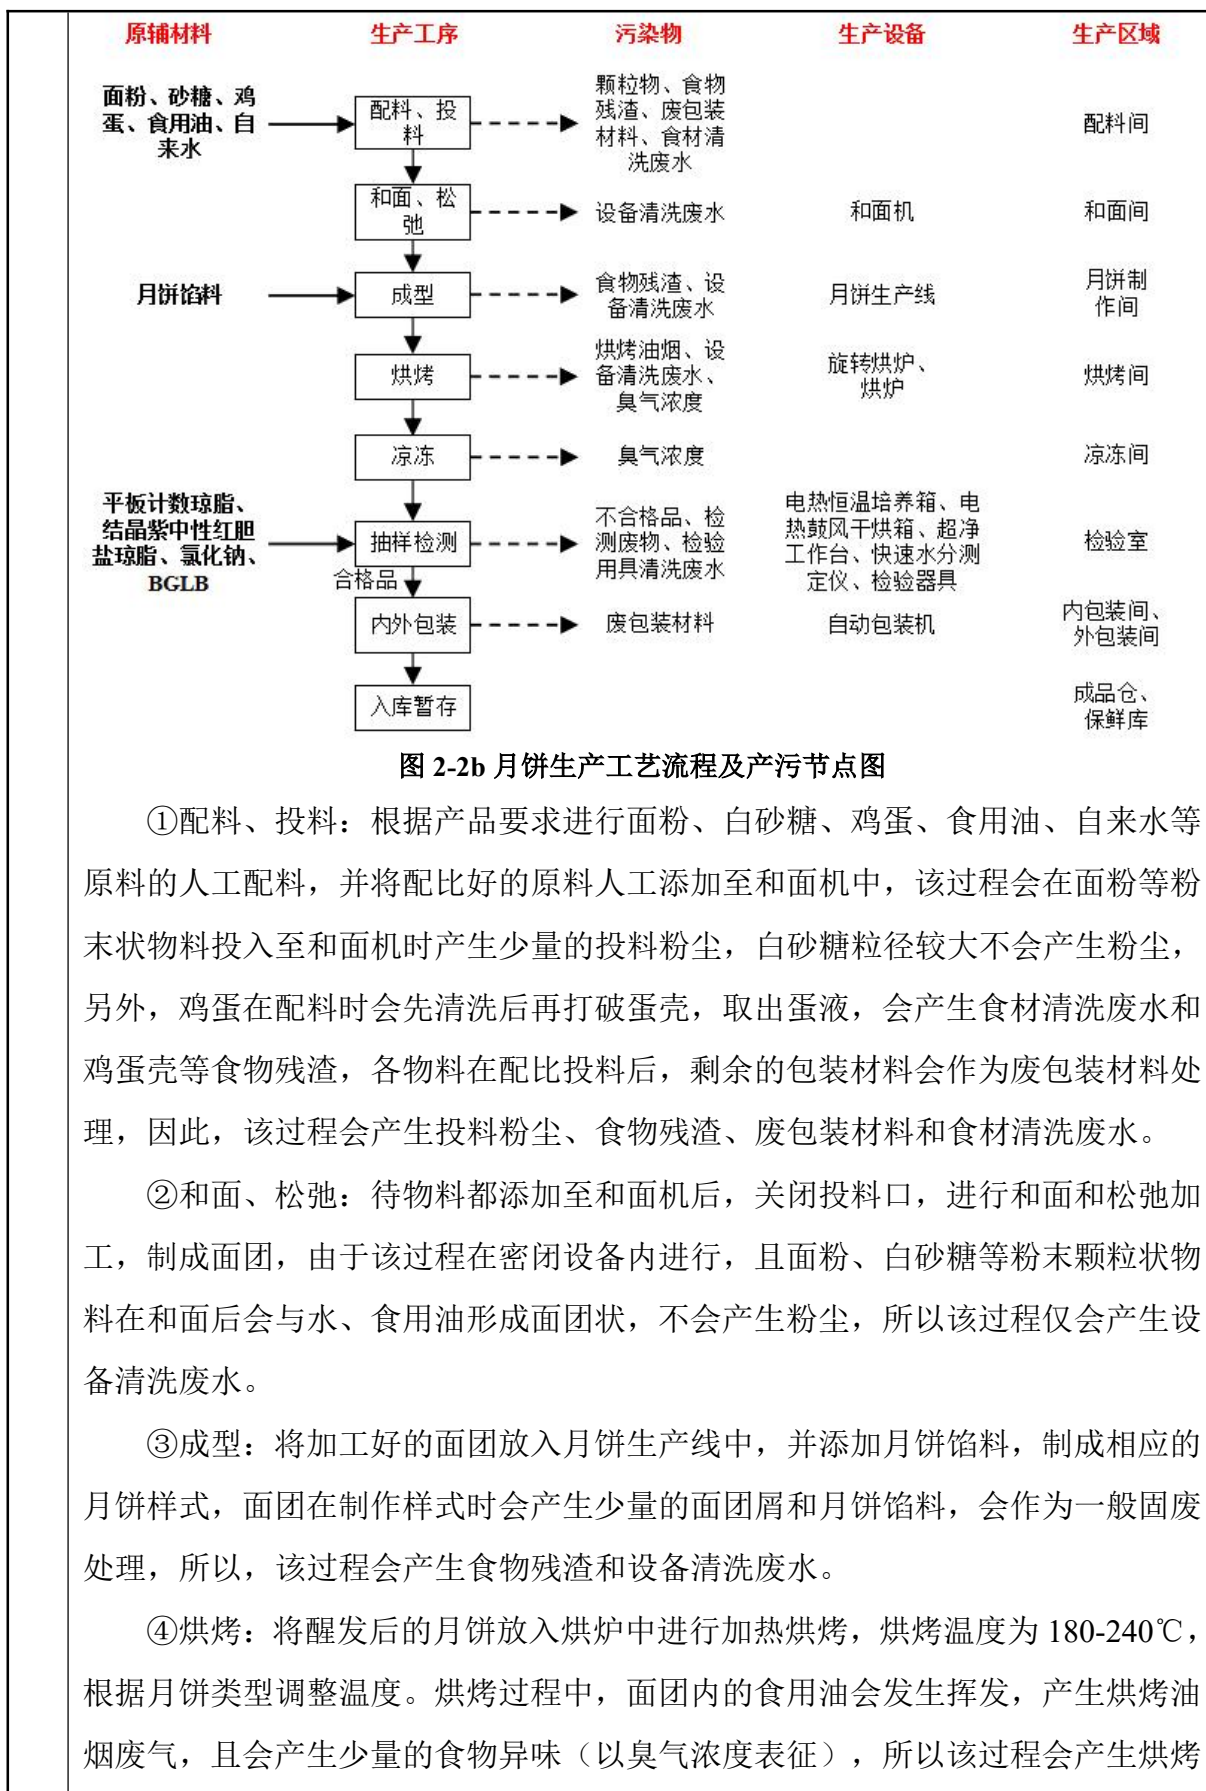 原辅材料 生产工序 污染物 生产设备 生产区域
面粉、砂糖、鸡
蛋、食用油、自
来水
配料、投
料
颗粒物、食物
残渣、废包装
材料、食材清
洗废水
配料间
和面、松
弛
设备清洗废水
和面机
和面间
月饼馅料
成型
食物残渣、设
备清洗废水
月饼生产线
月饼制
作间
烘烤
烘烤油烟、设
备清洗废水、
臭气浓度
旋转烘炉、
烘炉
烘烤间
凉冻
臭气浓度
凉冻间
平板计数琼脂、
结晶紫中性红胆
盐琼脂、氯化钠、
BGLB
抽样检测
不合格品、检
测废物、检验
用具清洗废水
电热恒温培养箱、电
热鼓风干烘箱、超净
工作台、快速水分测
定仪、检验器具
检验室
合格品
内外包装
废包装材料
自动包装机
内包装间、
外包装间
入库暂存
成品仓、
保鲜库
图 2-2b 月饼生产工艺流程及产污节点图
①配料、投料：根据产品要求进行面粉、白砂糖、鸡蛋、食用油、自来水等
原料的人工配料，并将配比好的原料人工添加至和面机中，该过程会在面粉等粉
末状物料投入至和面机时产生少量的投料粉尘，白砂糖粒径较大不会产生粉尘，
另外，鸡蛋在配料时会先清洗后再打破蛋壳，取出蛋液，会产生食材清洗废水和
鸡蛋壳等食物残渣，各物料在配比投料后，剩余的包装材料会作为废包装材料处
理，因此，该过程会产生投料粉尘、食物残渣、废包装材料和食材清洗废水。
②和面、松弛：待物料都添加至和面机后，关闭投料口，进行和面和松弛加
工，制成面团，由于该过程在密闭设备内进行，且面粉、白砂糖等粉末颗粒状物
料在和面后会与水、食用油形成面团状，不会产生粉尘，所以该过程仅会产生设
备清洗废水。
③成型：将加工好的面团放入月饼生产线中，并添加月饼馅料，制成相应的
月饼样式，面团在制作样式时会产生少量的面团屑和月饼馅料，会作为一般固废
处理，所以，该过程会产生食物残渣和设备清洗废水。
④烘烤：将醒发后的月饼放入烘炉中进行加热烘烤，烘烤温度为 180-240℃，
根据月饼类型调整温度。烘烤过程中，面团内的食用油会发生挥发，产生烘烤油
烟废气，且会产生少量的食物异味（以臭气浓度表征），所以该过程会产生烘烤